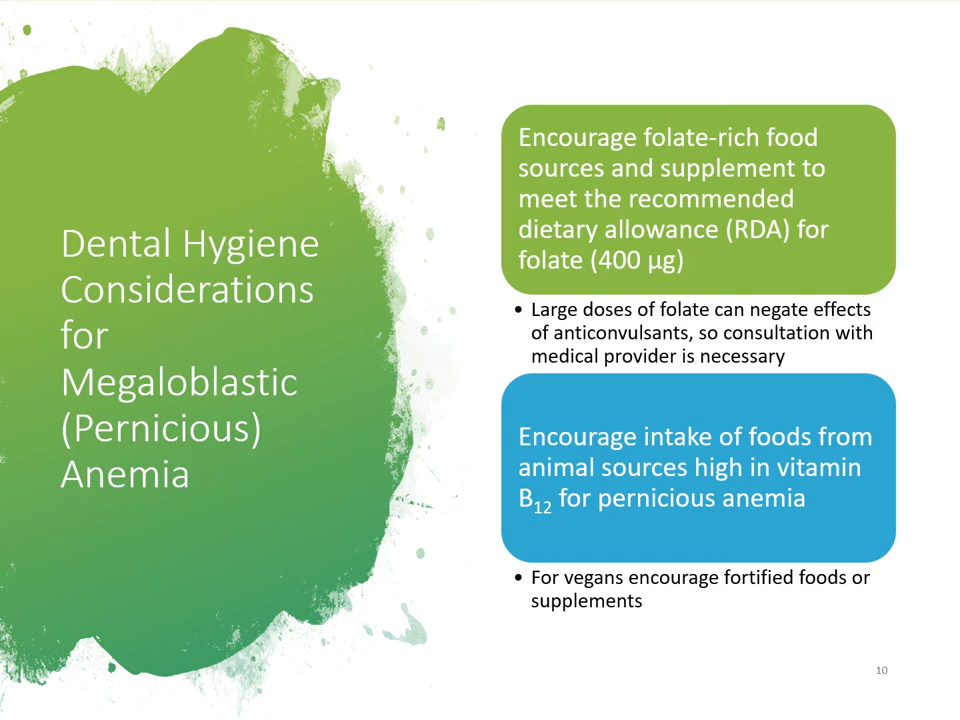 Dental Hygiene
Considerations
for
Megaloblastic
(Pernicious)
Anemia
Encourage folate-rich food
sources and supplement to
meet the recommended
dietary allowance (RDA) for
folate (400 µg)
• Large doses of folate can negate effects
of anticonvulsants, so consultation with
medical provider is necessary
Encourage intake of foods from
animal sources high in vitamin
B₁₂ for pernicious anemia
• For vegans encourage fortified foods or
supplements
10